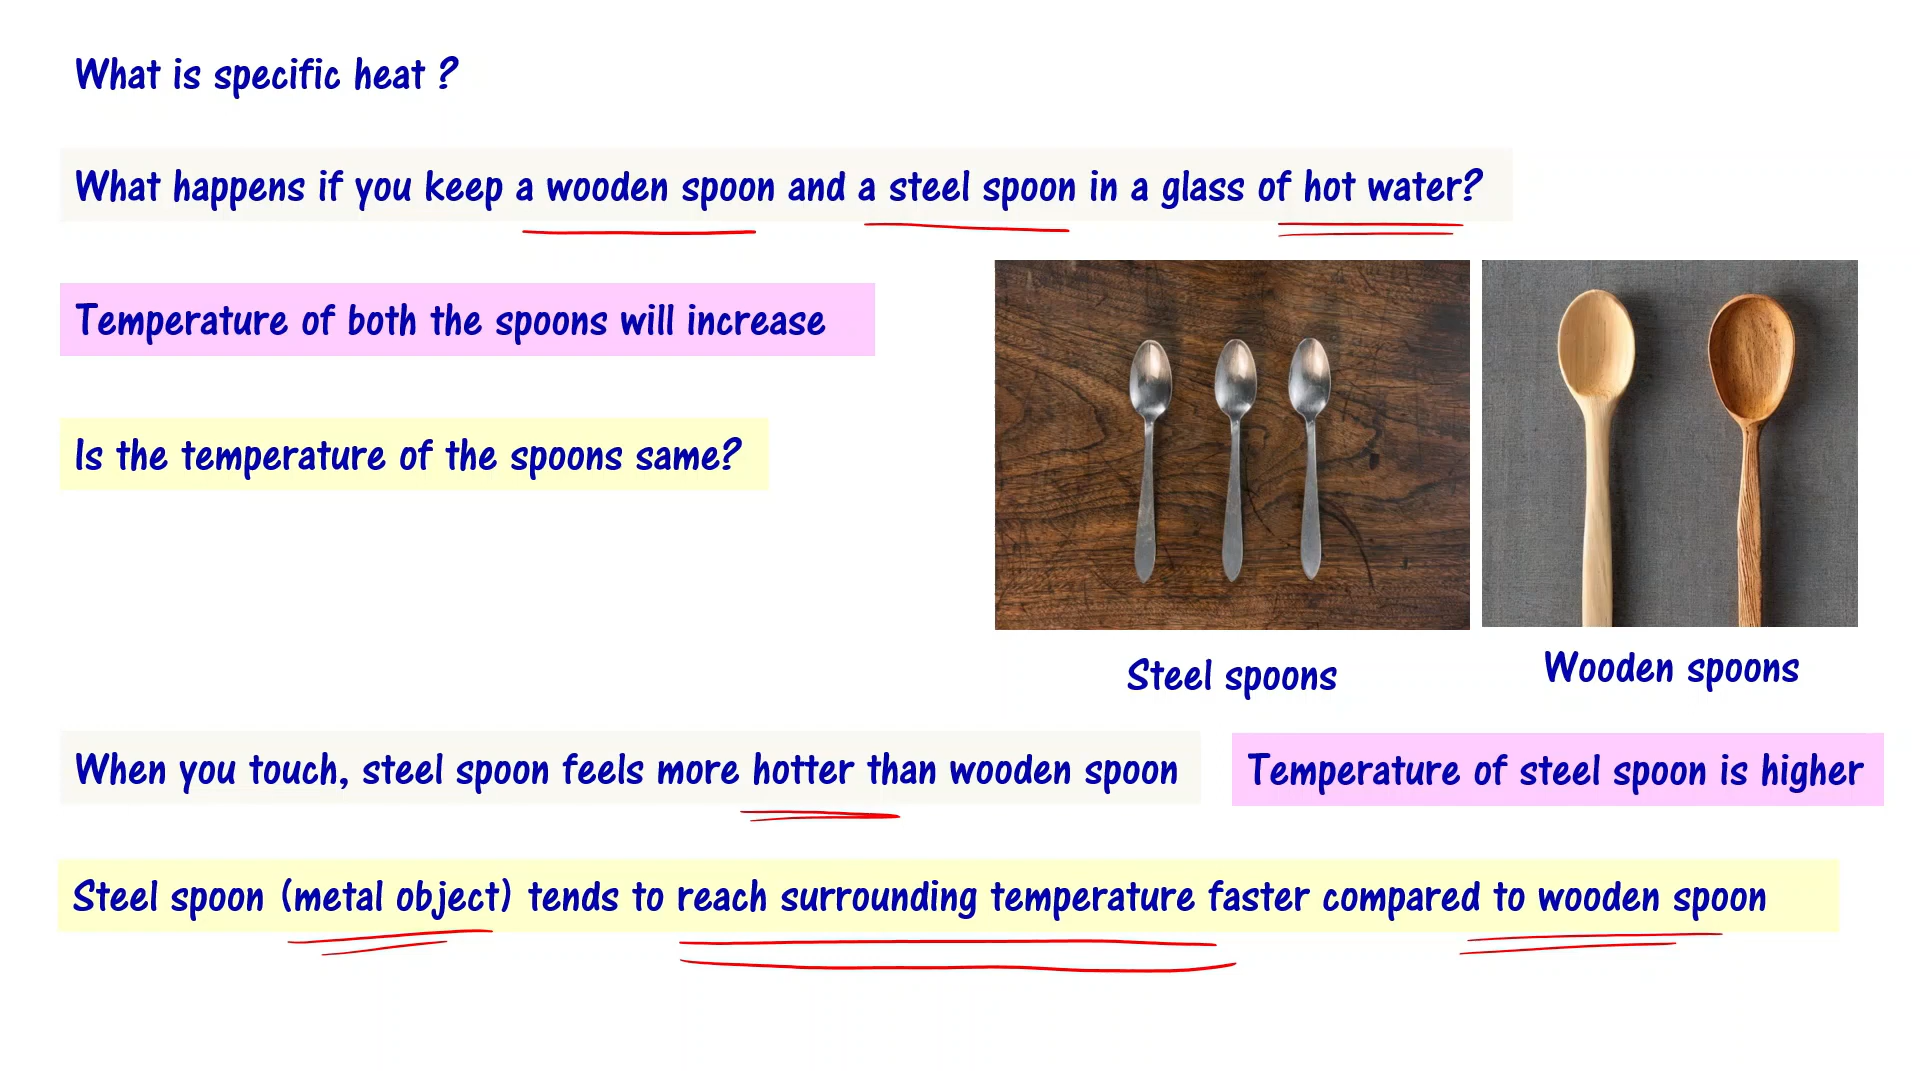 What is specific heat ?
What happens if you keep a wooden spoon and a steel spoon in a glass of hot water?
Temperature of both the spoons will increase
Is the temperature of the spoons same?
Steel spoons
Wooden spoons
When you touch, steel spoon feels more hotter than wooden spoon
Temperature of steel spoon is higher
Steel spoon (metal object) tends to reach surrounding temperature faster compared to wooden spoon